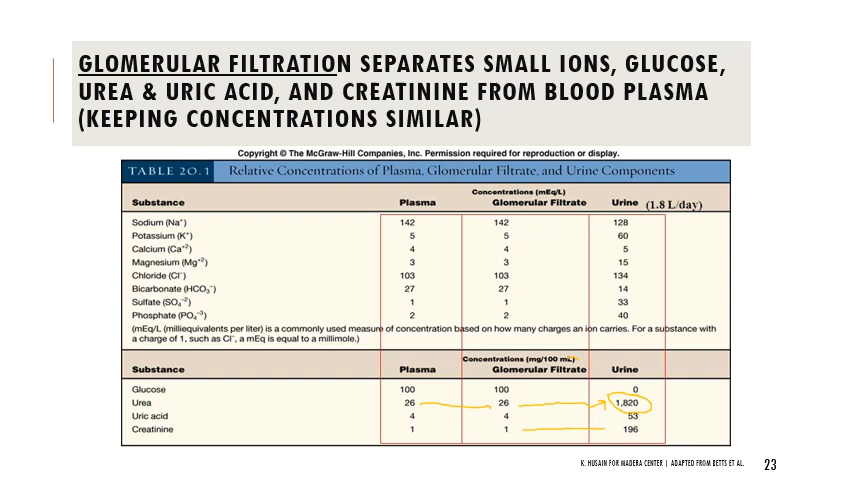 GLOMERULAR FILTRATION SEPARATES SMALL IONS, GLUCOSE,
UREA & URIC ACID, AND CREATININE FROM BLOOD PLASMA
(KEEPING CONCENTRATIONS SIMILAR)
Copyright © The McGraw-Hill Companies, Inc. Permission required for reproduction or display.
TABLE 20.1 Relative Concentrations of Plasma, Glomerular Filtrate, and Urine Components
Concentrations (mEq/L)
Substance Plasma Glomerular Filtrate Urine (1.8 L/day)
Sodium (Na⁺) 142 142 128
Potassium (K⁺) 5 5 60
Calcium (Ca⁺²) 4 4 5
Magnesium (Mg⁺²) 3 3 15
Chloride (Cl⁻) 103 103 134
Bicarbonate (HCO₃⁻) 27 27 14
Sulfate (SO₄⁻²) 1 1 33
Phosphate (PO₄⁻³) 2 2 40
(mEq/L (milliequivalents per liter) is a commonly used measure of concentration based on how many charges an ion carries. For a substance with
a charge of 1, such as Cl⁻, a mEq is equal to a millimole.)
Concentrations (mg/100 mL)
Substance Plasma Glomerular Filtrate Urine
Glucose 100 100 0
Urea 26 26 1,820
Uric acid 4 4 53
Creatinine 1 1 196
K. HUSAIN FOR MADERA CENTER | ADAPTED FROM BETTS ET AL. 23